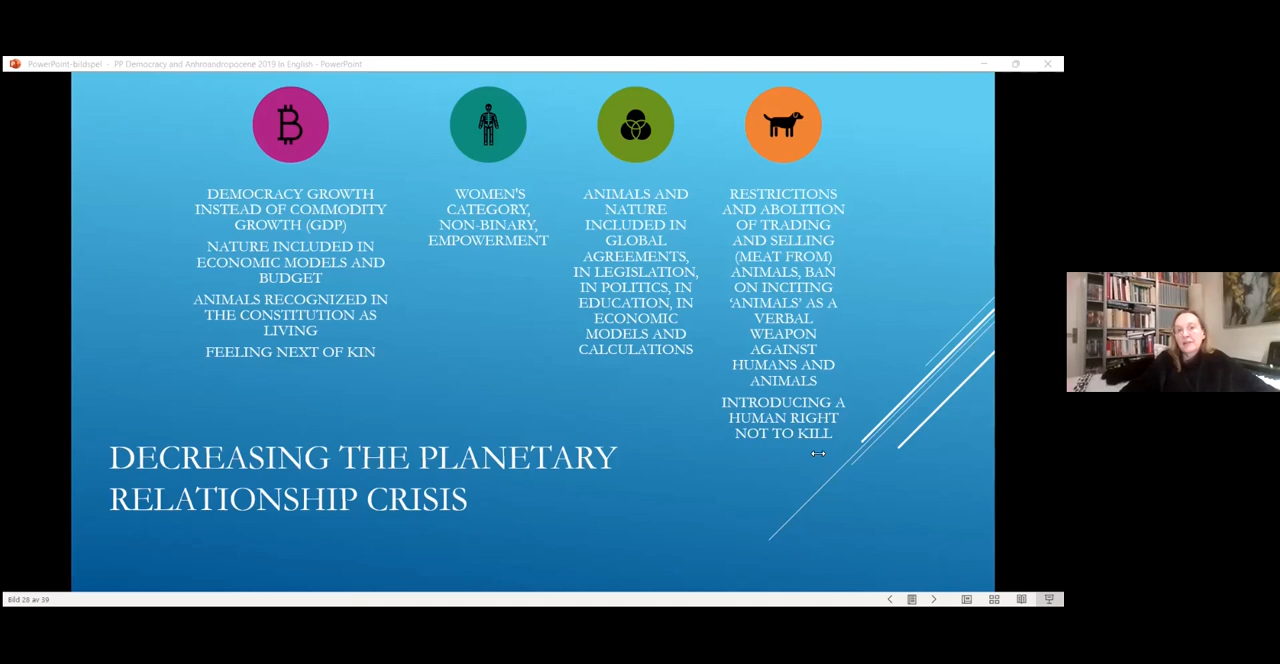 PowerPoint-bildspel - PP Democracy and Anhroandropocene 2019 In English - PowerPoint
DEMOCRACY GROWTH
INSTEAD OF COMMODITY
GROWTH (GDP)
NATURE INCLUDED IN
ECONOMIC MODELS AND
BUDGET
ANIMALS RECOGNIZED IN
THE CONSTITUTION AS
LIVING
FEELING NEXT OF KIN
WOMEN'S
CATEGORY,
NON-BINARY,
EMPOWERMENT
ANIMALS AND
NATURE
INCLUDED IN
GLOBAL
AGREEMENTS,
IN LEGISLATION,
IN POLITICS, IN
EDUCATION, IN
ECONOMIC
MODELS AND
CALCULATIONS
RESTRICTIONS
AND ABOLITION
OF TRADING
AND SELLING
(MEAT FROM)
ANIMALS, BAN
ON INCITING
‘ANIMALS’ AS A
VERBAL
WEAPON
AGAINST
HUMANS AND
ANIMALS
INTRODUCING A
HUMAN RIGHT
NOT TO KILL
DECREASING THE PLANETARY
RELATIONSHIP CRISIS
Bild 28 av 39